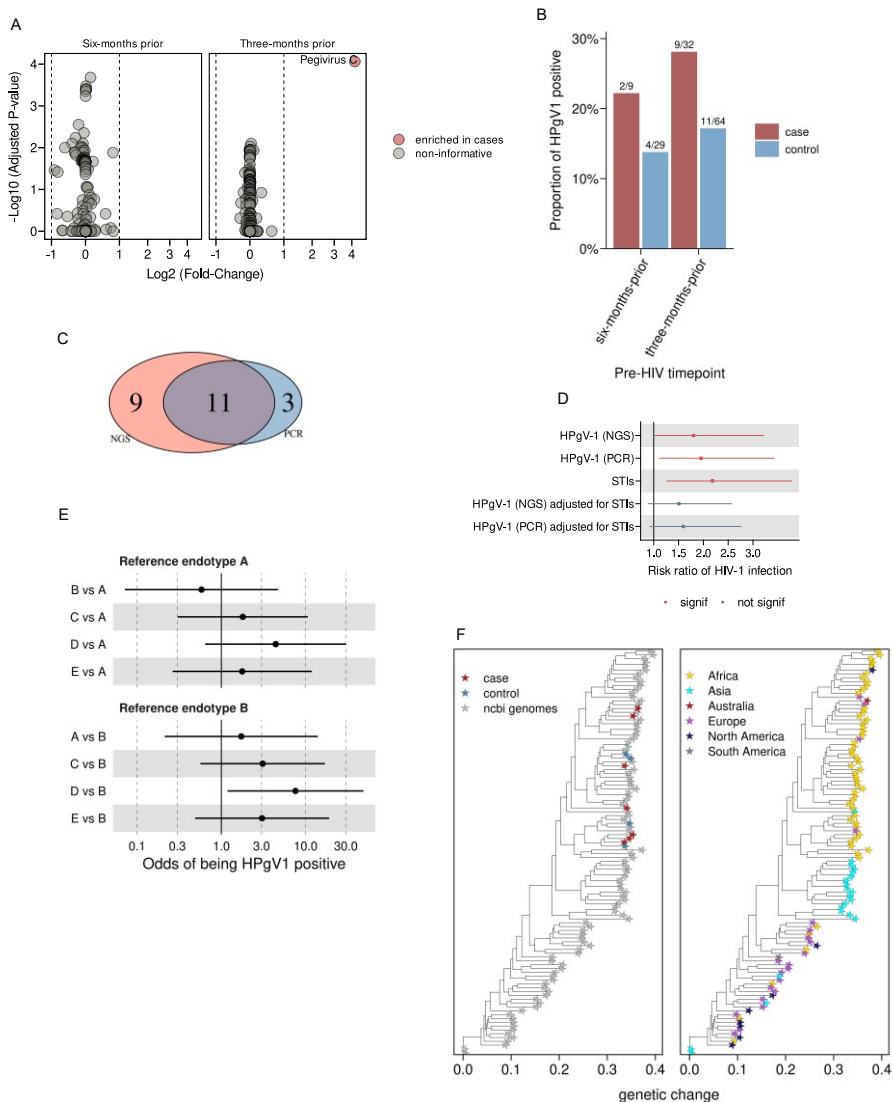 A
Six-months prior
Three-months prior
Pegivirus C
-Log10 (Adjusted P-value)
4
3
2
1
0
-1 0 1 2 3 4
-1 0 1 2 3 4
Log2 (Fold-Change)
enriched in cases
non-informative
B
Proportion of HPgV1 positive
30%
20%
10%
0%
2/9
4/29
9/32
11/64
six-months-prior
three-months-prior
Pre-HIV timepoint
case
control
C
9
11
3
NGS
PCR
D
HPgV-1 (NGS)
HPgV-1 (PCR)
STIs
HPgV-1 (NGS) adjusted for STIs
HPgV-1 (PCR) adjusted for STIs
1.0 1.5 2.0 2.5 3.0
Risk ratio of HIV-1 infection
signif
not signif
E
Reference endotype A
B vs A
C vs A
D vs A
E vs A
Reference endotype B
A vs B
C vs B
D vs B
E vs B
0.1 0.3 1.0 3.0 10.0 30.0
Odds of being HPgV1 positive
F
case
control
ncbi genomes
0.0 0.1 0.2 0.3 0.4
Africa
Asia
Australia
Europe
North America
South America
0.0 0.1 0.2 0.3 0.4
genetic change